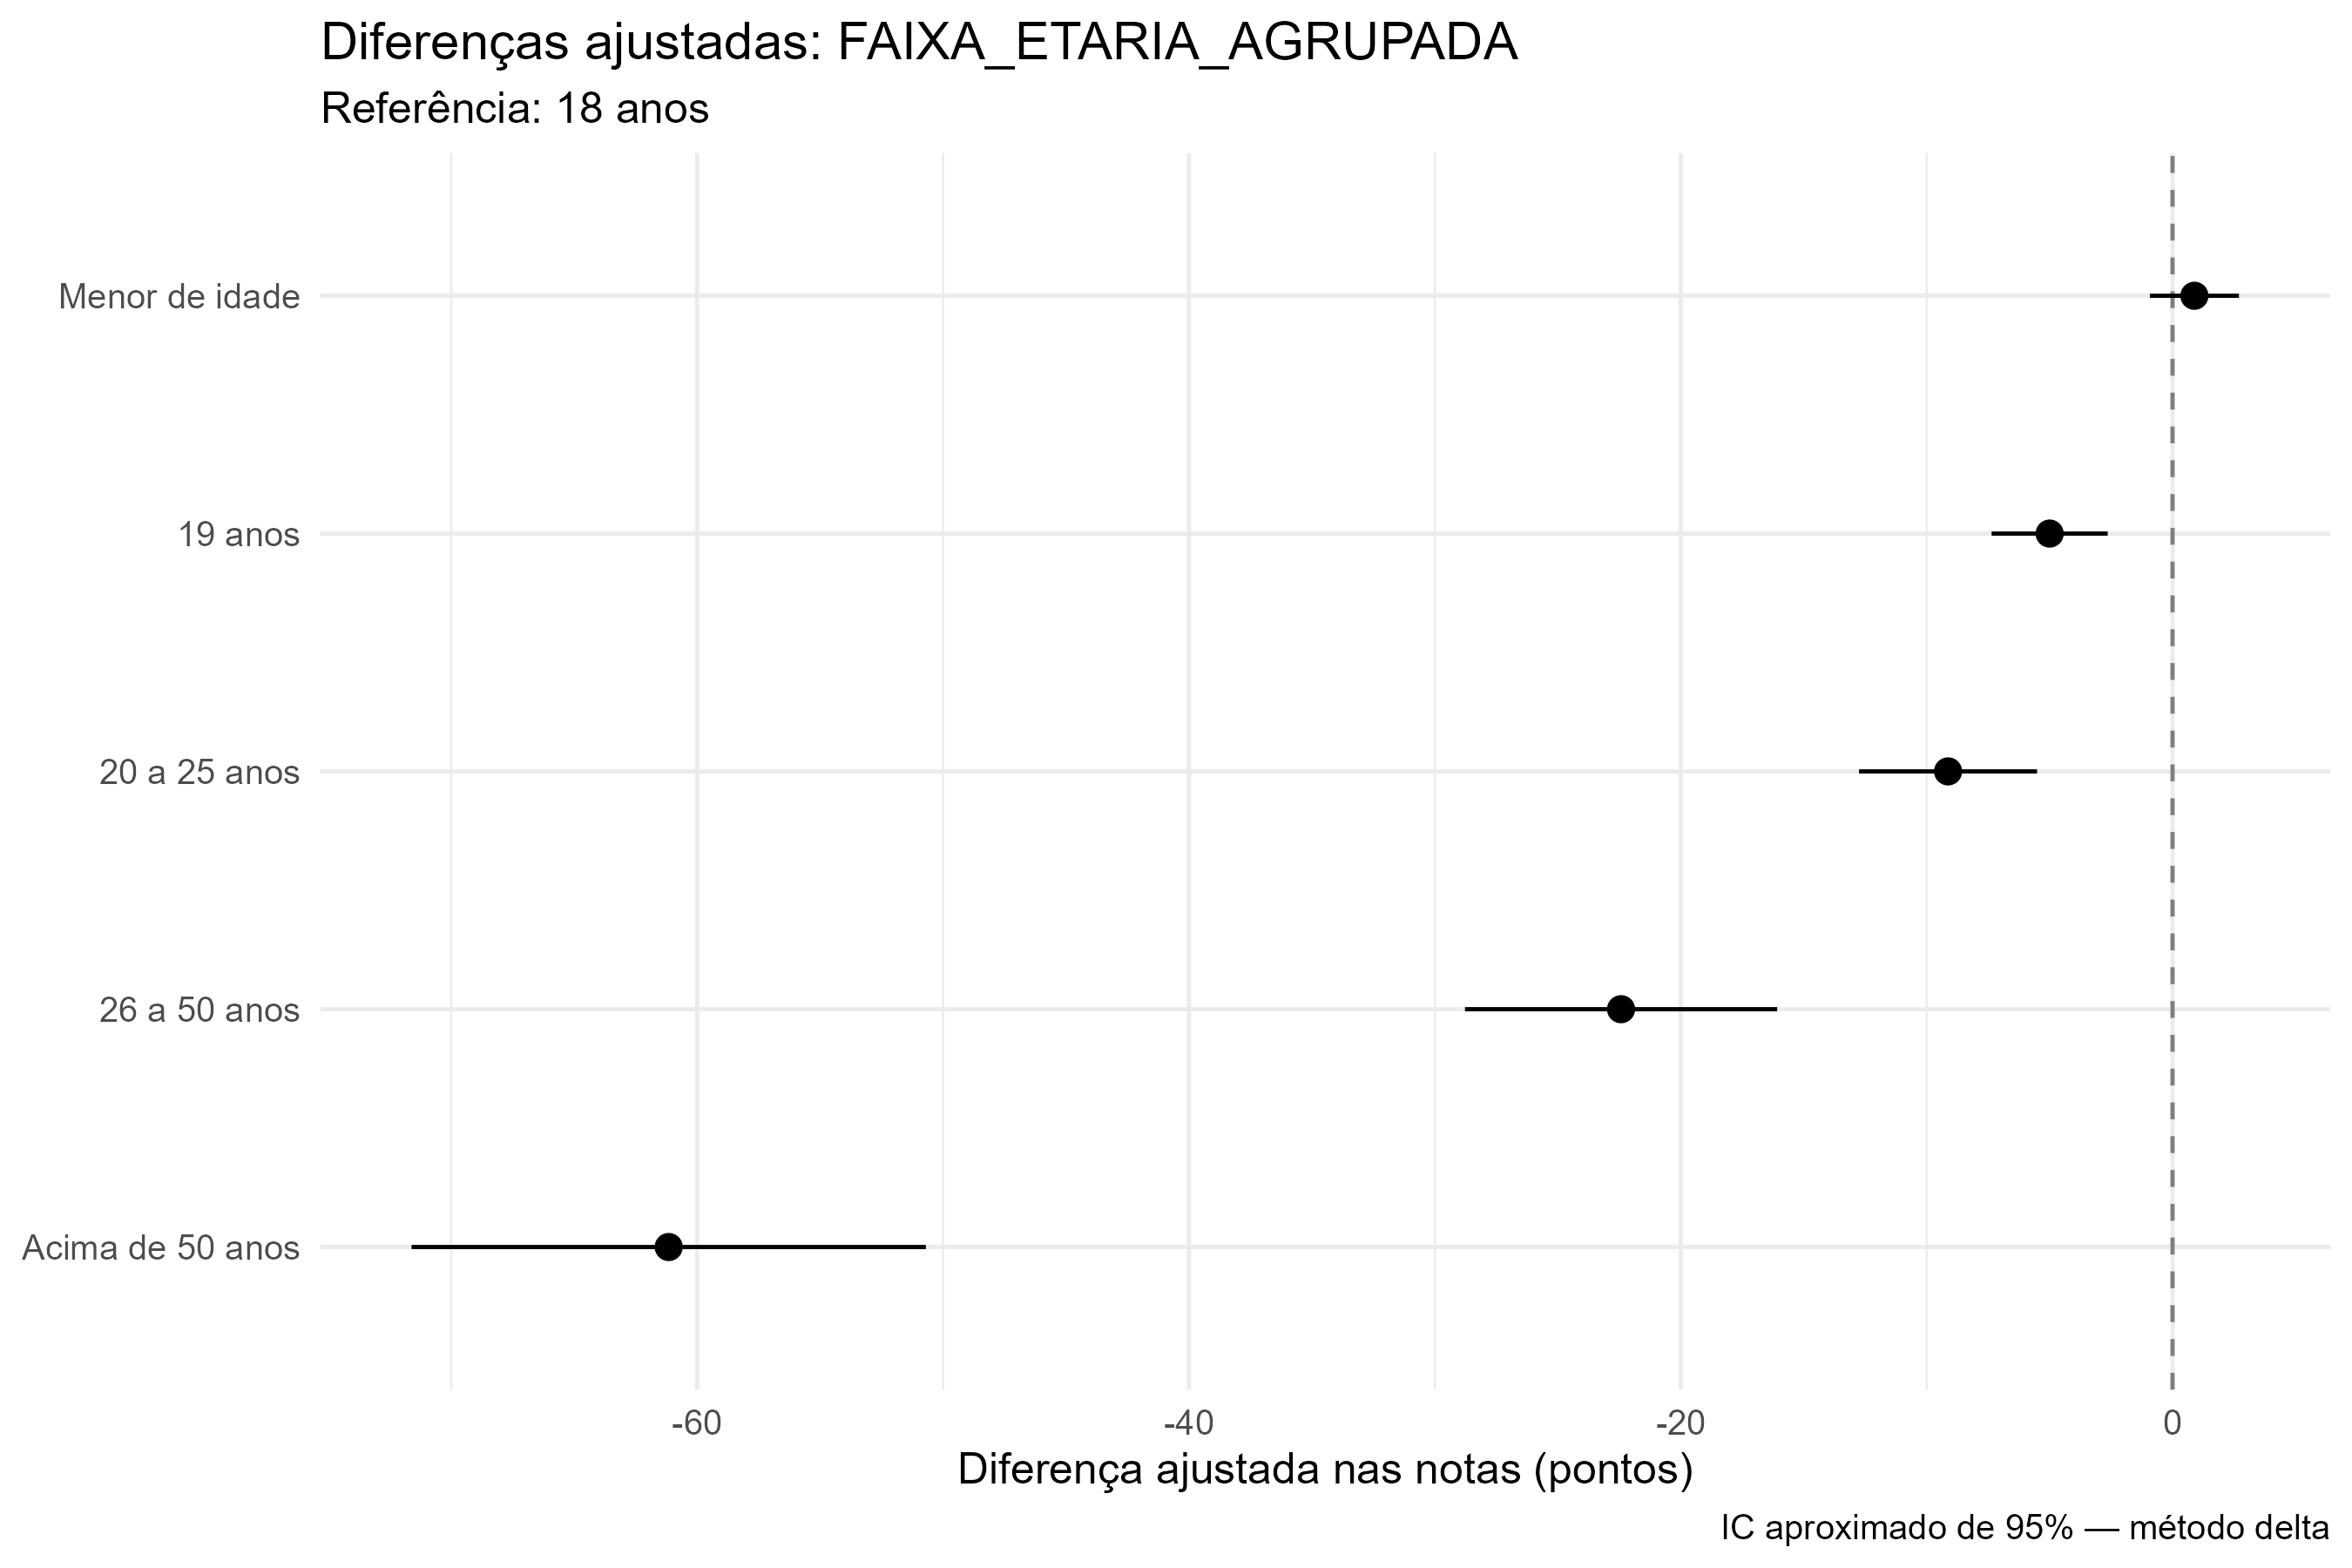 Diferenças ajustadas: FAIXA_ETARIA_AGRUPADA
Referência: 18 anos
Menor de idade
19 anos
20 a 25 anos
26 a 50 anos
Acima de 50 anos
-60 -40 -20 0
Diferença ajustada nas notas (pontos)
IC aproximado de 95% — método delta